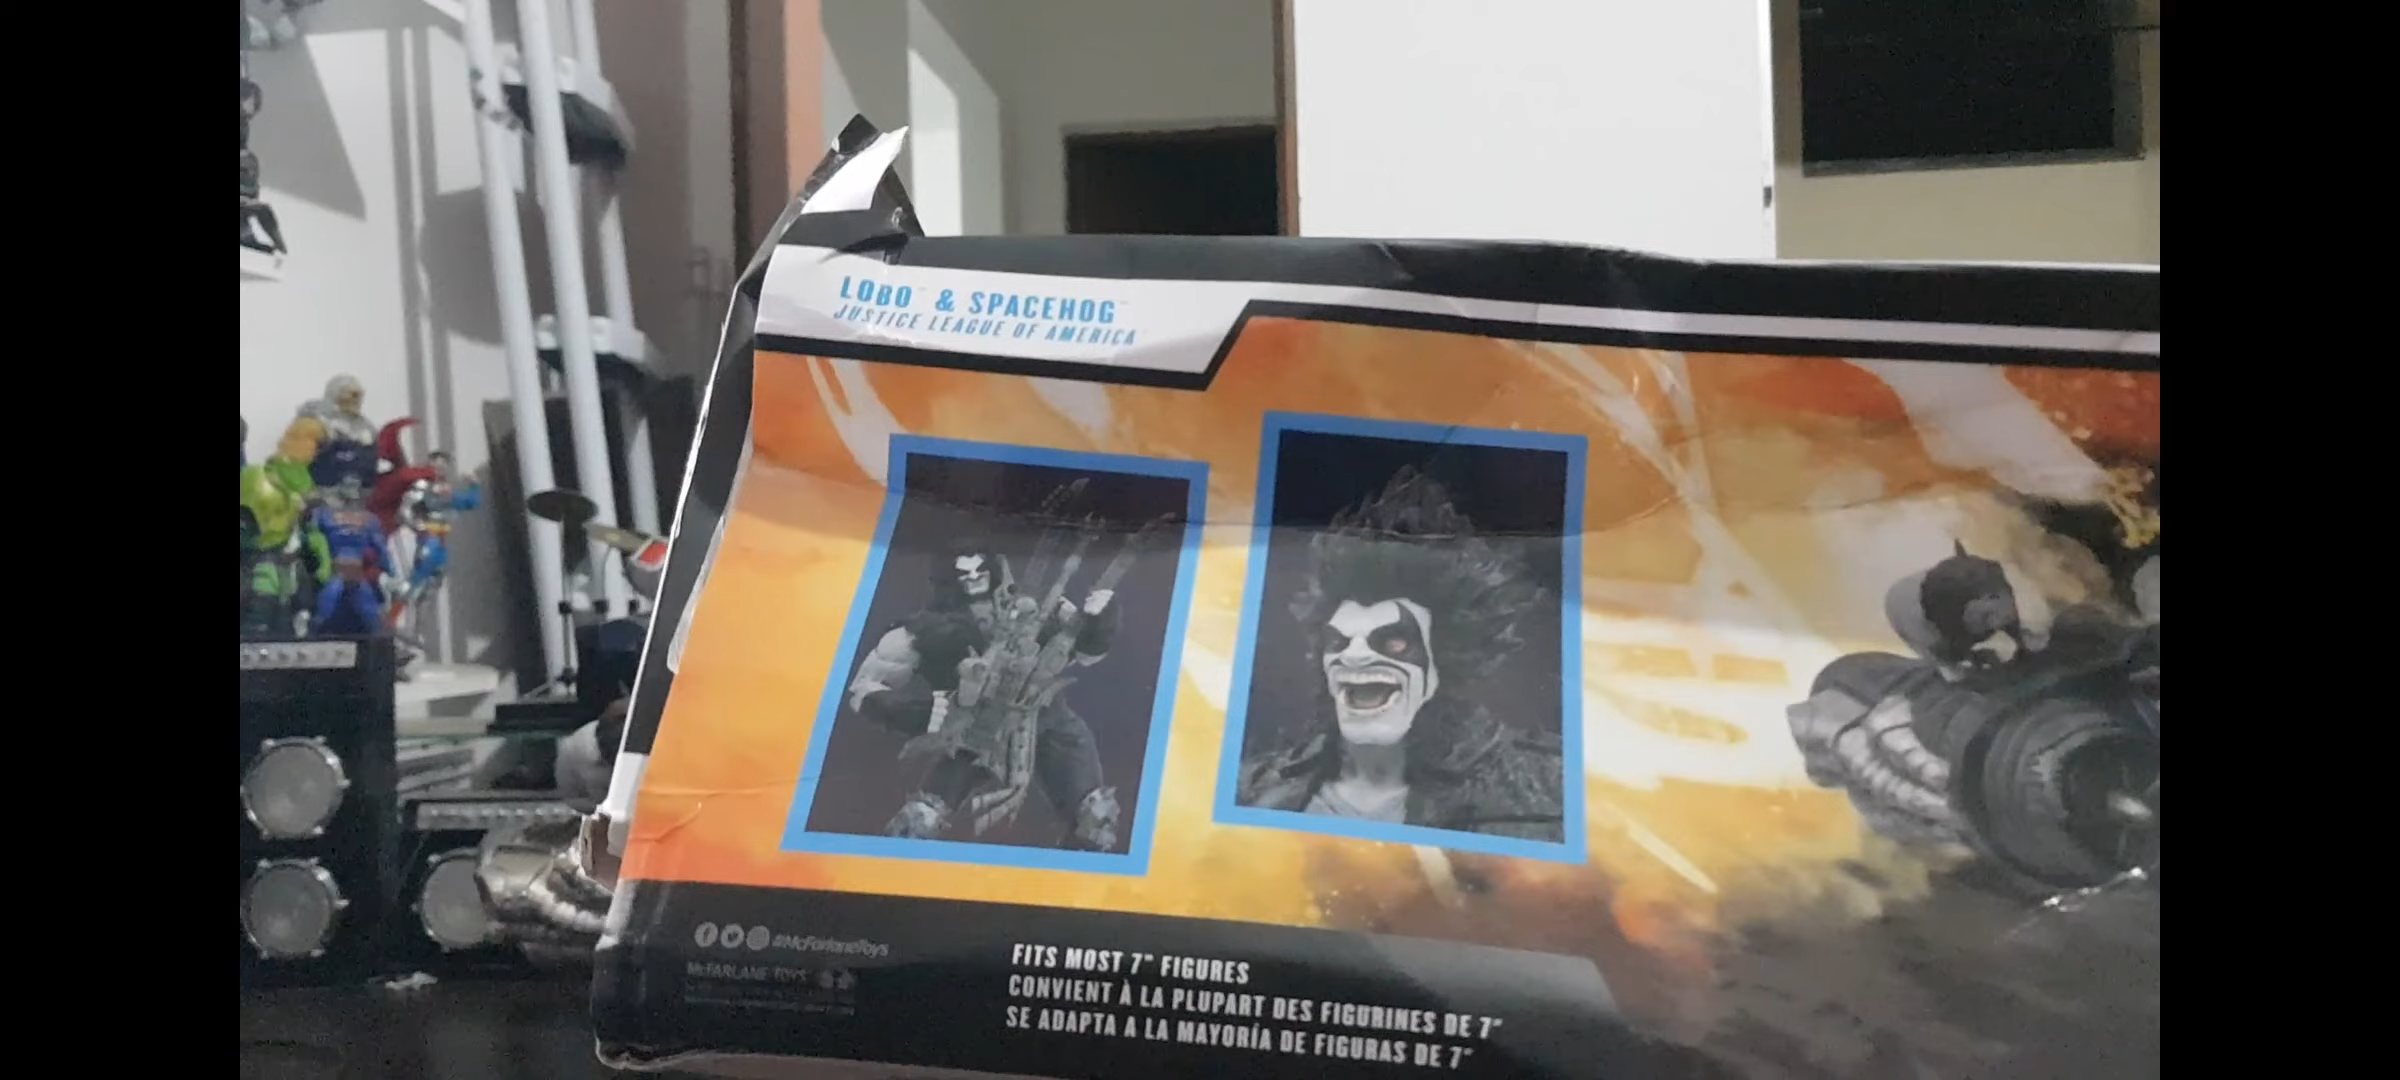 LOBO™ & SPACEHOG™
JUSTICE LEAGUE OF AMERICA
#McFarlaneToys
McFARLANE TOYS
FITS MOST 7" FIGURES
CONVIENT À LA PLUPART DES FIGURINES DE 7"
SE ADAPTA A LA MAYORÍA DE FIGURAS DE 7"